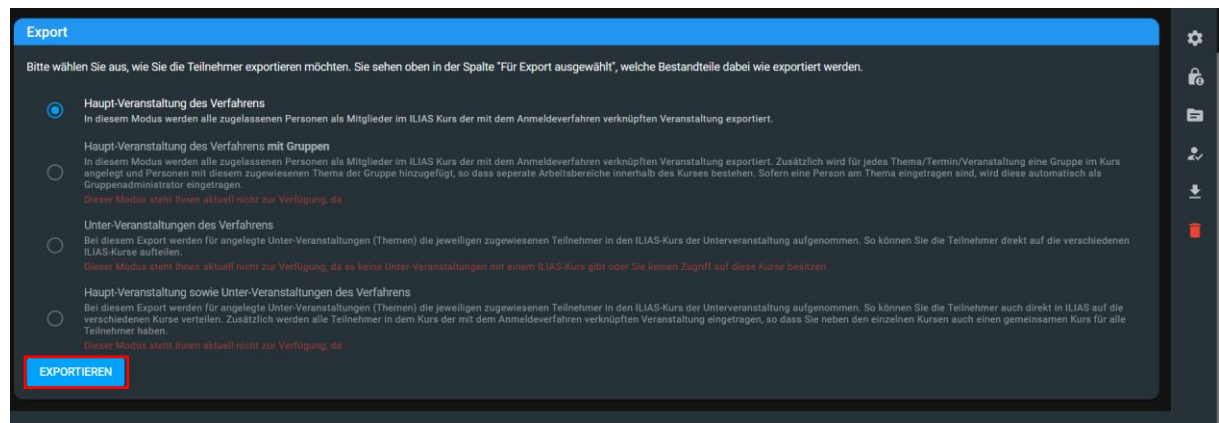 Export
Bitte wählen Sie aus, wie Sie die Teilnehmer exportieren möchten. Sie sehen oben in der Spalte "Für Export ausgewählt", welche Bestandteile dabei wie exportiert werden.
Haupt-Veranstaltung des Verfahrens
In diesem Modus werden alle zugelassenen Personen als Mitglieder im ILIAS Kurs der mit dem Anmeldeverfahren verknüpften Veranstaltung exportiert.
Haupt-Veranstaltung des Verfahrens mit Gruppen
In diesem Modus werden alle zugelassenen Personen als Mitglieder im ILIAS Kurs der mit dem Anmeldeverfahren verknüpften Veranstaltung exportiert. Zusätzlich wird für jedes Thema/Termin/Veranstaltung eine Gruppe im Kurs
angelegt und Personen mit diesem zugewiesenen Thema der Gruppe hinzugefügt, so dass seperate Arbeitsbereiche innerhalb des Kurses bestehen. Sofern eine Person am Thema eingetragen sind, wird diese automatisch als
Gruppenadministrator eingetragen.
Dieser Modus steht Ihnen aktuell nicht zur Verfügung, da
Unter-Veranstaltungen des Verfahrens
Bei diesem Export werden für angelegte Unter-Veranstaltungen (Themen) die jeweiligen zugewiesenen Teilnehmer in den ILIAS-Kurs der Unterveranstaltung aufgenommen. So können Sie die Teilnehmer direkt auf die verschiedenen
ILIAS-Kurse aufteilen.
Dieser Modus steht Ihnen aktuell nicht zur Verfügung, da es keine Unter-Veranstaltungen mit einem ILIAS-Kurs gibt oder Sie keinen Zugriff auf diese Kurse besitzen.
Haupt-Veranstaltung sowie Unter-Veranstaltungen des Verfahrens
Bei diesem Export werden für angelegte Unter-Veranstaltungen (Themen) die jeweiligen zugewiesenen Teilnehmer in den ILIAS-Kurs der Unterveranstaltung aufgenommen. So können Sie die Teilnehmer auch direkt in ILIAS auf die
verschiedenen Kurse verteilen. Zusätzlich werden alle Teilnehmer in dem Kurs der mit dem Anmeldeverfahren verknüpften Veranstaltung eingetragen, so dass Sie neben den einzelnen Kursen auch einen gemeinsamen Kurs für alle
Teilnehmer haben.
Dieser Modus steht Ihnen aktuell nicht zur Verfügung, da
EXPORTIEREN